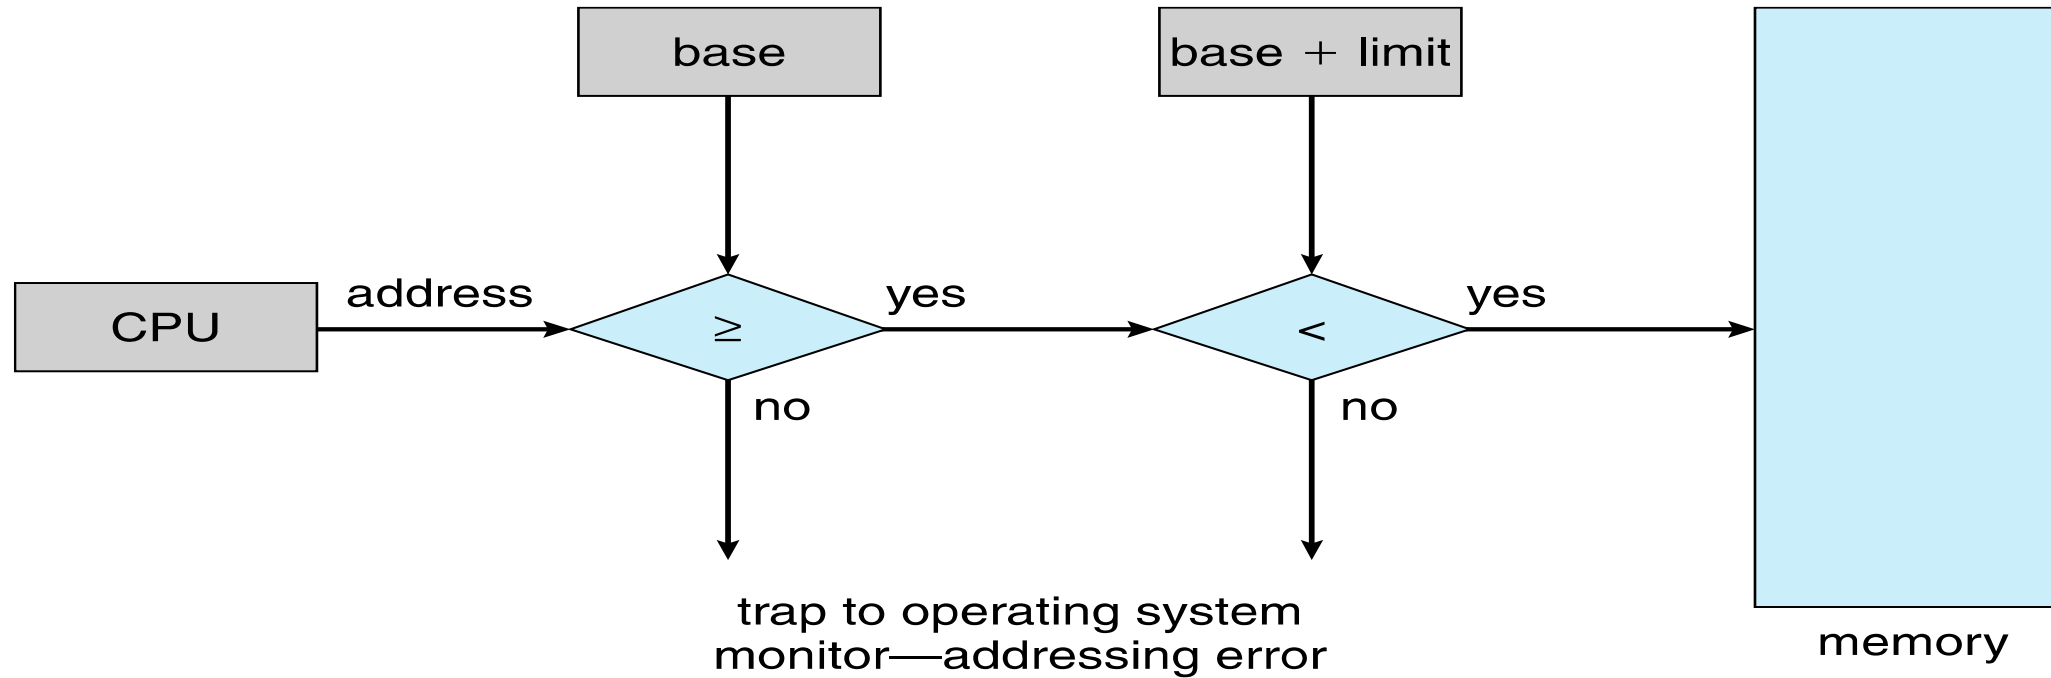 base
base + limit
CPU
address
≥
yes
<
yes
no
no
trap to operating system
monitor—addressing error
memory